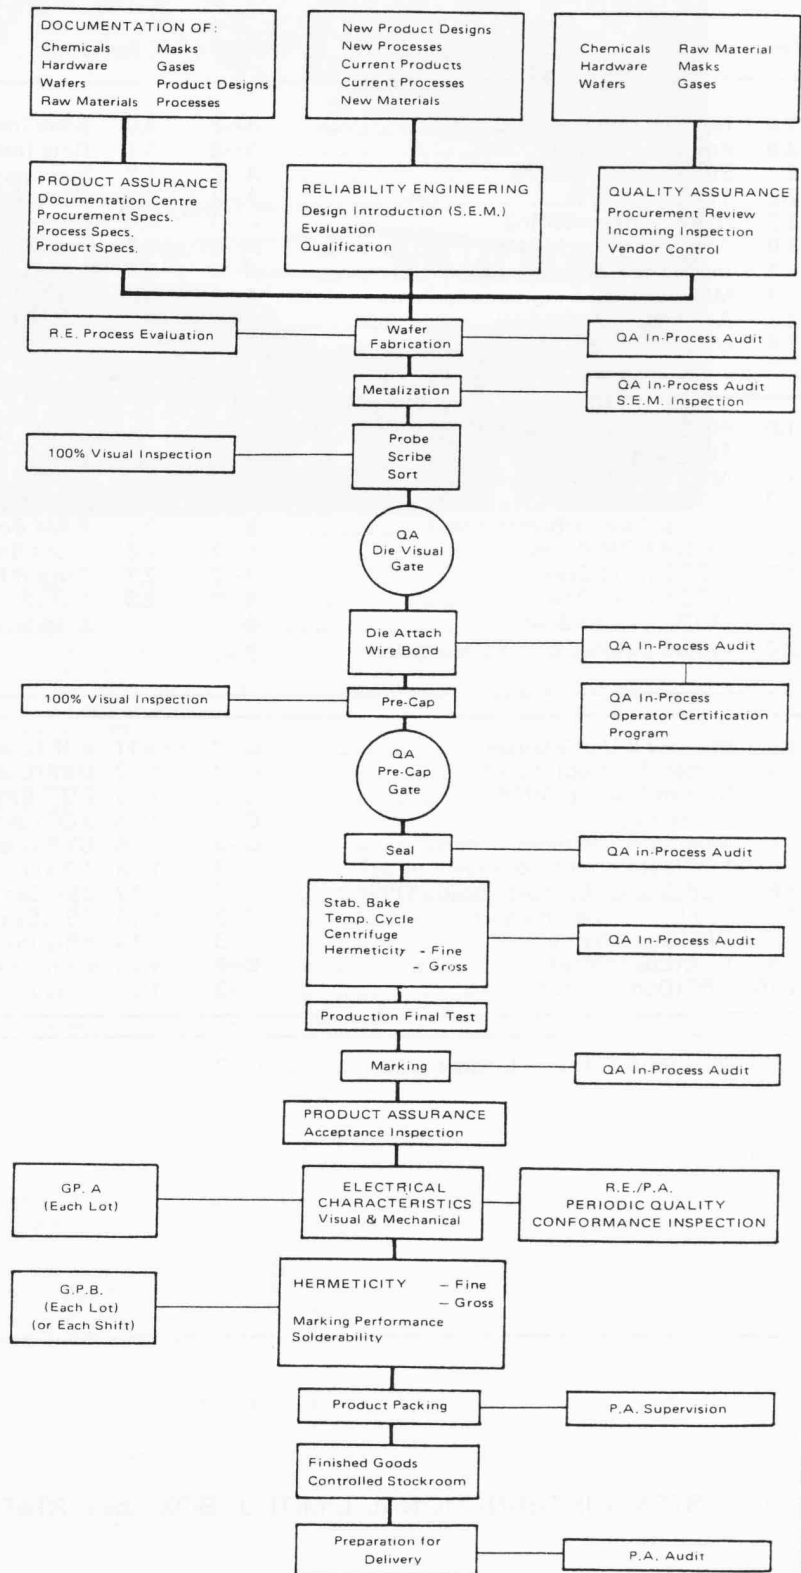 DOCUMENTATION OF:
Chemicals Masks
Hardware Gases
Wafers Product Designs
Raw Materials Processes
New Product Designs
New Processes
Current Products
Current Processes
New Materials
Chemicals Raw Material
Hardware Masks
Wafers Gases
PRODUCT ASSURANCE
Documentation Centre
Procurement Specs.
Process Specs.
Product Specs.
RELIABILITY ENGINEERING
Design Introduction (S.E.M.)
Evaluation
Qualification
QUALITY ASSURANCE
Procurement Review
Incoming Inspection
Vendor Control
R.E. Process Evaluation
Wafer
Fabrication
QA In-Process Audit
Metalization
QA In-Process Audit
S.E.M. Inspection
100% Visual Inspection
Probe
Scribe
Sort
QA
Die Visual
Gate
Die Attach
Wire Bond
QA In-Process Audit
100% Visual Inspection
Pre-Cap
QA In-Process
Operator Certification
Program
QA
Pre-Cap
Gate
Seal
QA in-Process Audit
Stab. Bake
Temp. Cycle
Centrifuge
Hermeticity - Fine
- Gross
QA In-Process Audit
Production Final Test
Marking
QA In-Process Audit
PRODUCT ASSURANCE
Acceptance Inspection
GP. A
(Each Lot)
ELECTRICAL
CHARACTERISTICS
Visual & Mechanical
R.E./P.A.
PERIODIC QUALITY
CONFORMANCE INSPECTION
G.P.B.
(Each Lot)
(or Each Shift)
HERMETICITY – Fine
– Gross
Marking Performance
Solderability
Product Packing
P.A. Supervision
Finished Goods
Controlled Stockroom
Preparation for
Delivery
P.A. Audit